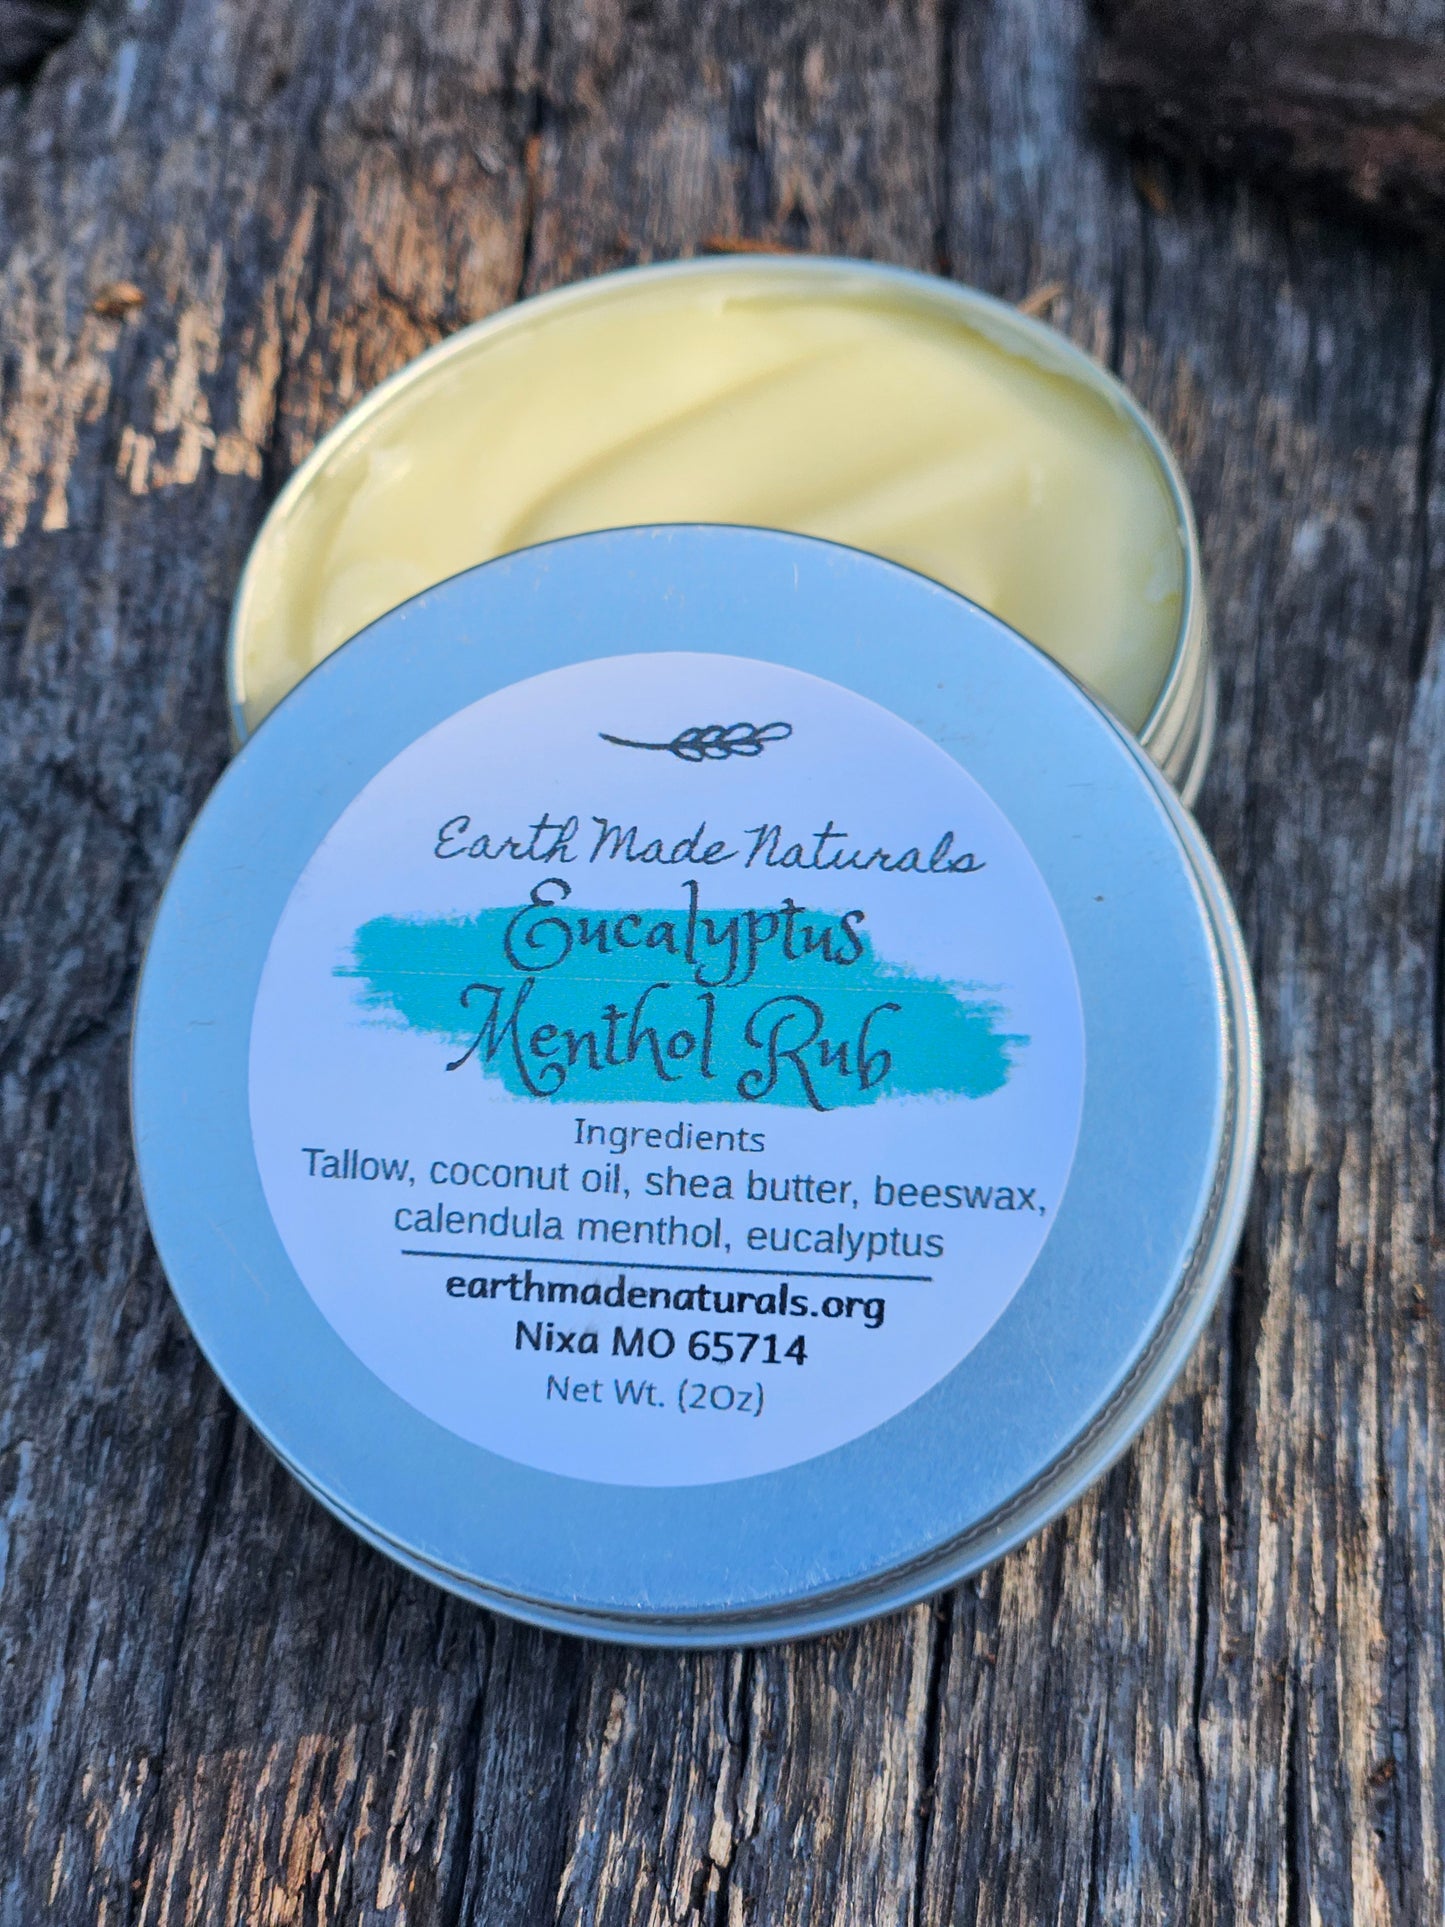 Earth Made Naturals
Eucalyptus
Menthol Rub
Ingredients
Tallow, coconut oil, shea butter, beeswax,
calendula menthol, eucalyptus
earthmadenaturals.org
Nixa MO 65714
Net Wt. (2Oz)